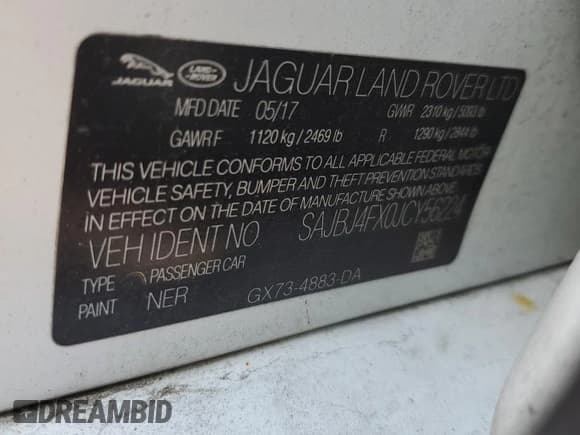 JAGUAR LAND-ROVER JAGUAR LAND ROVER LTD
MFD DATE 05/17 GVWR 2310 kg / 5093 lb
GAWR F 1120 kg / 2469 lb R 1290 kg / 2844 lb
THIS VEHICLE CONFORMS TO ALL APPLICABLE FEDERAL MOTOR
VEHICLE SAFETY, BUMPER AND THEFT PREVENTION STANDARDS
IN EFFECT ON THE DATE OF MANUFACTURE SHOWN ABOVE.
VEH IDENT NO SAJBJ4FX0JCY56224
TYPE PASSENGER CAR
PAINT NER GX73-4883-DA
DREAMBID